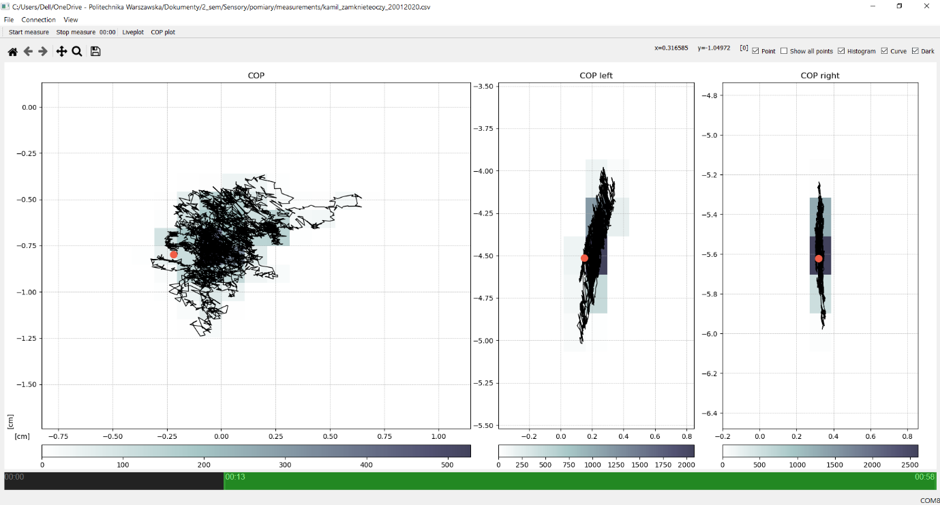 C:/Users/Dell/OneDrive - Politechnika Warszawska/Dokumenty/2_sem/Sensory/pomiary/measurements/kamil_zamknieteoczy_20012020.csv
File Connection View
Start measure Stop measure 00:00 Liveplot COP plot
x=0.316585 y=-1.04972 [0] Point Show all points Histogram Curve Dark
COP
0.00
−0.25
−0.50
−0.75
−1.00
−1.25
−1.50
[cm]
[cm] −0.75 −0.50 −0.25 0.00 0.25 0.50 0.75 1.00
0 100 200 300 400 500
COP left
−3.50
−3.75
−4.00
−4.25
−4.50
−4.75
−5.00
−5.25
−5.50
−0.2 0.0 0.2 0.4 0.6 0.8
0 250 500 750 1000 1250 1500 1750 2000
COP right
−4.8
−5.0
−5.2
−5.4
−5.6
−5.8
−6.0
−6.2
−6.4
−0.2 0.0 0.2 0.4 0.6 0.8
0 500 1000 1500 2000 2500
00:00 00:13 00:58
COM8